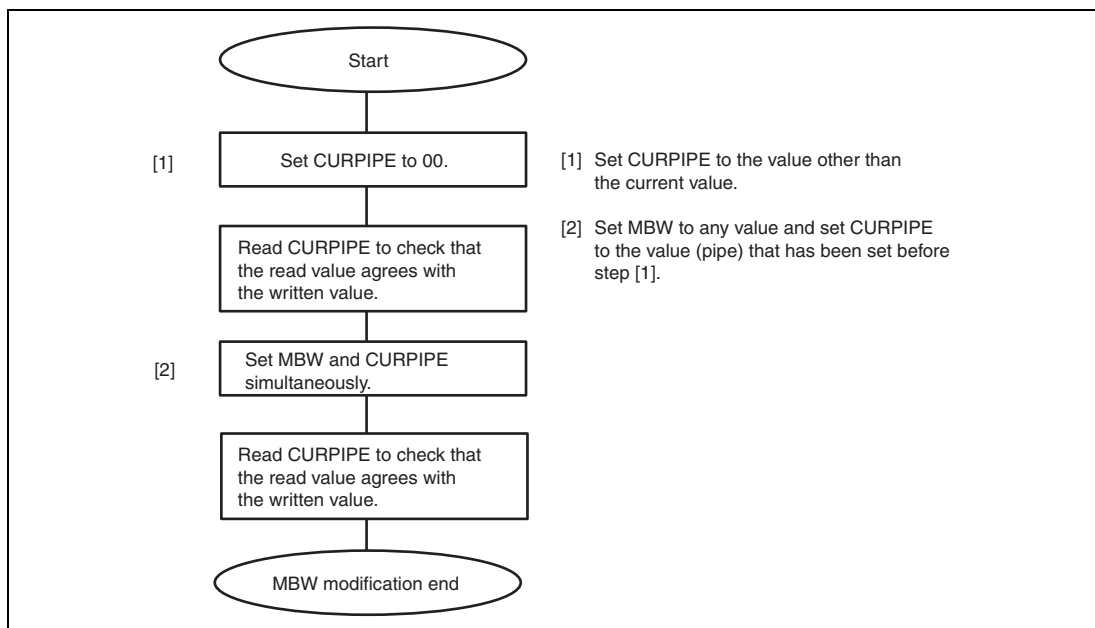 Start
[1]
Set CURPIPE to 00.
Read CURPIPE to check that
the read value agrees with
the written value.
[2]
Set MBW and CURPIPE
simultaneously.
Read CURPIPE to check that
the read value agrees with
the written value.
MBW modification end
[1] Set CURPIPE to the value other than
the current value.
[2] Set MBW to any value and set CURPIPE
to the value (pipe) that has been set before
step [1].